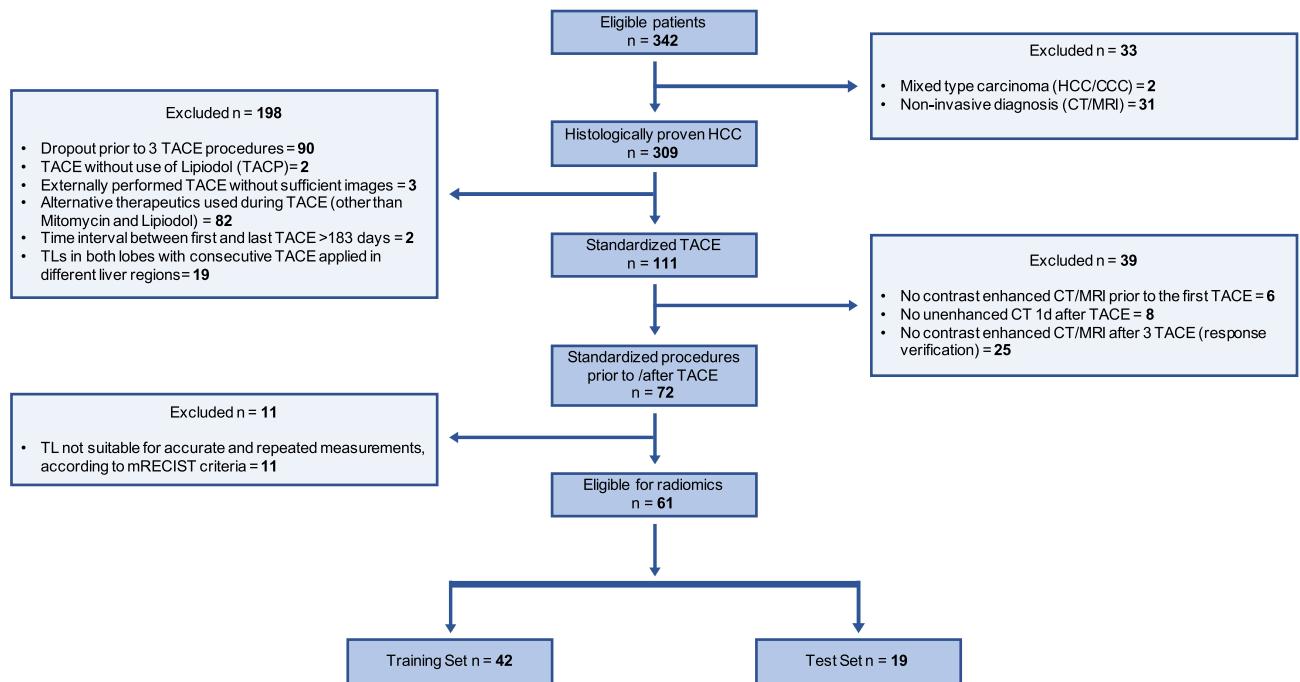 Eligible patients
n = 342
Excluded n = 33
• Mixed type carcinoma (HCC/CCC) = 2
• Non-invasive diagnosis (CT/MRI) = 31
Excluded n = 198
• Dropout prior to 3 TACE procedures = 90
• TACE without use of Lipiodol (TACP)= 2
• Externally performed TACE without sufficient images = 3
• Alternative therapeutics used during TACE (other than
Mitomycin and Lipiodol) = 82
• Time interval between first and last TACE >183 days = 2
• TLs in both lobes with consecutive TACE applied in
different liver regions = 19
Histologically proven HCC
n = 309
Standardized TACE
n = 111
Excluded n = 39
• No contrast enhanced CT/MRI prior to the first TACE = 6
• No unenhanced CT 1d after TACE = 8
• No contrast enhanced CT/MRI after 3 TACE (response
verification) = 25
Standardized procedures
prior to /after TACE
n = 72
Excluded n = 11
• TL not suitable for accurate and repeated measurements,
according to mRECIST criteria = 11
Eligible for radiomics
n = 61
Training Set n = 42
Test Set n = 19